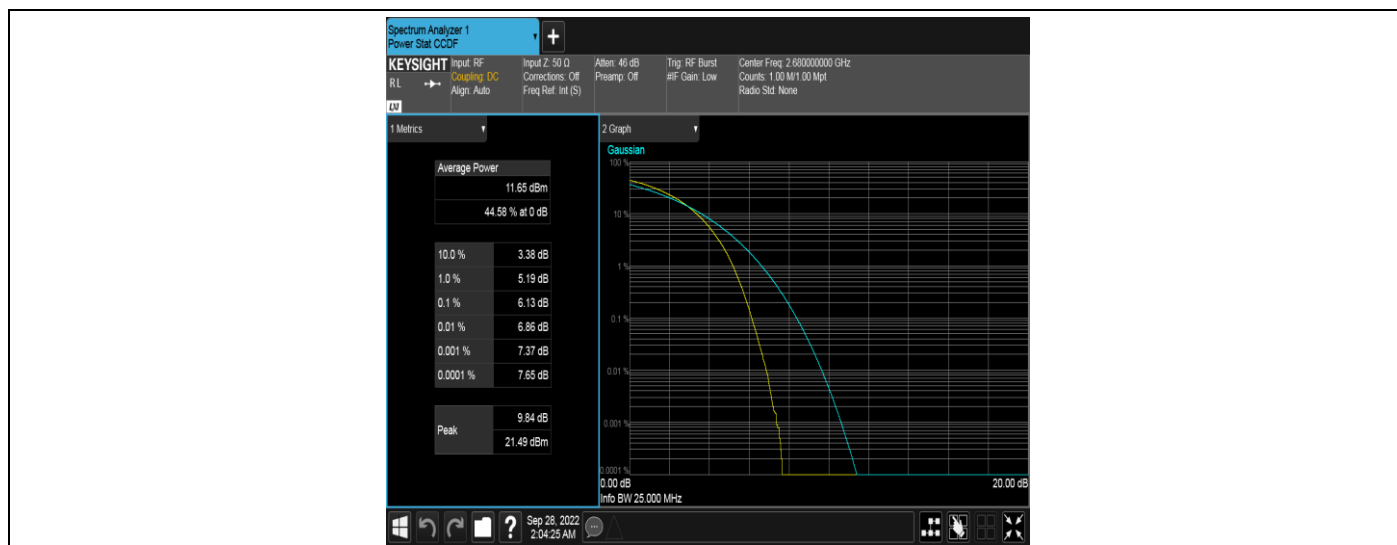 Spectrum Analyzer 1
Power Stat CCDF
KEYSIGHT
R L
LXI
Input: RF
Coupling: DC
Align: Auto
Input Z: 50 Ω
Corrections: Off
Freq Ref: Int (S)
Atten: 46 dB
Preamp: Off
Trig: RF Burst
#IF Gain: Low
Center Freq: 2.680000000 GHz
Counts: 1.00 M/1.00 Mpt
Radio Std: None
1 Metrics
Average Power
11.65 dBm
44.58 % at 0 dB
10.0 % 3.38 dB
1.0 % 5.19 dB
0.1 % 6.13 dB
0.01 % 6.86 dB
0.001 % 7.37 dB
0.0001 % 7.65 dB
Peak
9.84 dB
21.49 dBm
2 Graph
Gaussian
100 %
10 %
1 %
0.1 %
0.01 %
0.001 %
0.0001 %
0.00 dB
20.00 dB
Info BW 25.000 MHz
Sep 28, 2022
2:04:25 AM